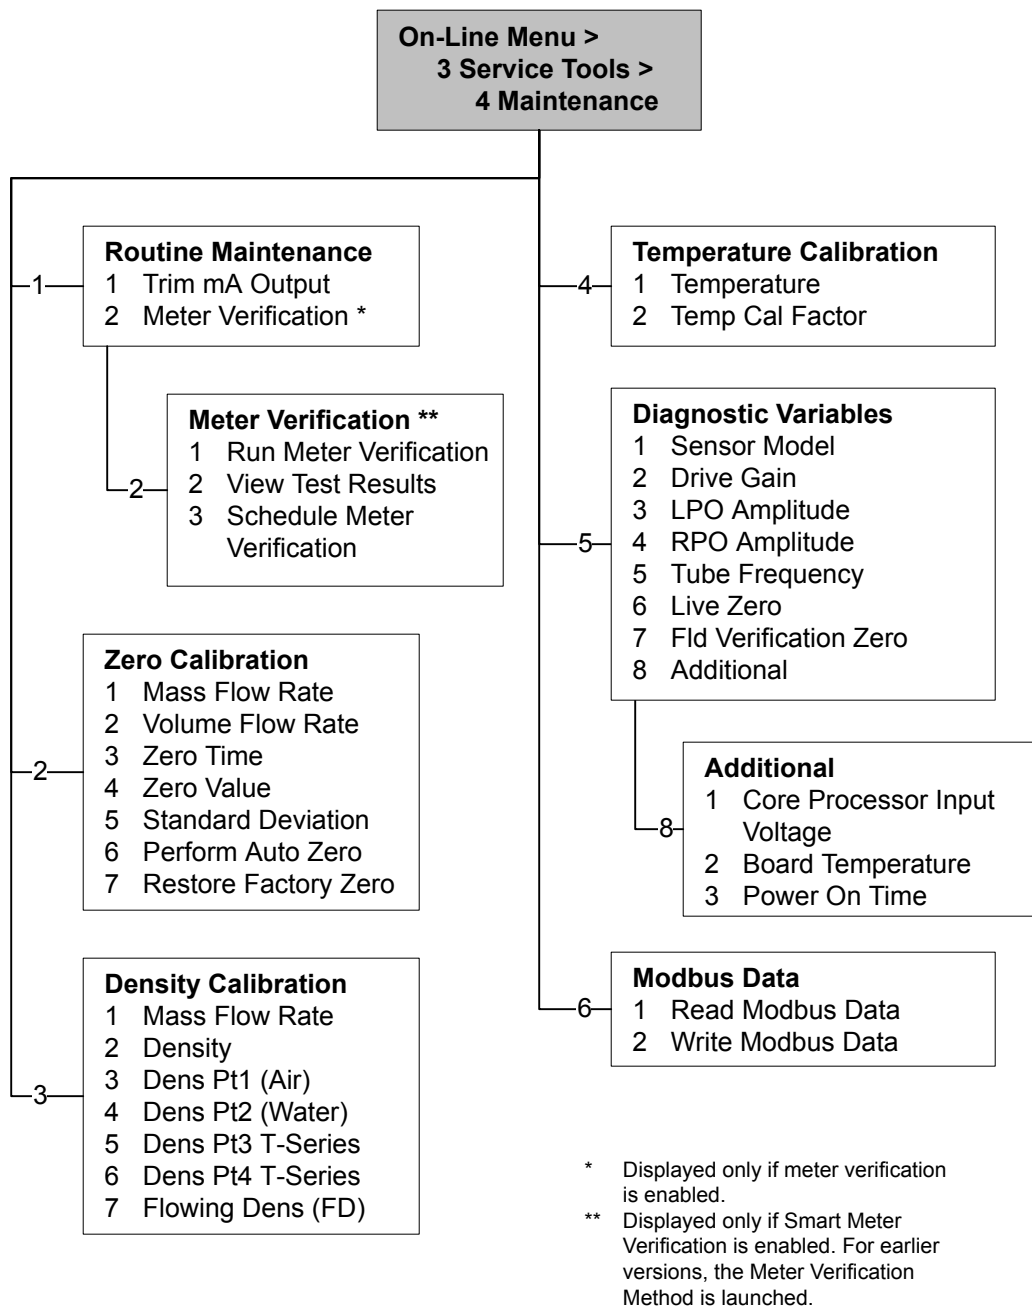 On-Line Menu >
3 Service Tools >
4 Maintenance
1
Routine Maintenance
1 Trim mA Output
2 Meter Verification *
2
Meter Verification **
1 Run Meter Verification
2 View Test Results
3 Schedule Meter
Verification
2
Zero Calibration
1 Mass Flow Rate
2 Volume Flow Rate
3 Zero Time
4 Zero Value
5 Standard Deviation
6 Perform Auto Zero
7 Restore Factory Zero
3
Density Calibration
1 Mass Flow Rate
2 Density
3 Dens Pt1 (Air)
4 Dens Pt2 (Water)
5 Dens Pt3 T-Series
6 Dens Pt4 T-Series
7 Flowing Dens (FD)
4
Temperature Calibration
1 Temperature
2 Temp Cal Factor
5
Diagnostic Variables
1 Sensor Model
2 Drive Gain
3 LPO Amplitude
4 RPO Amplitude
5 Tube Frequency
6 Live Zero
7 Fld Verification Zero
8 Additional
8
Additional
1 Core Processor Input
Voltage
2 Board Temperature
3 Power On Time
6
Modbus Data
1 Read Modbus Data
2 Write Modbus Data
* Displayed only if meter verification
is enabled.
** Displayed only if Smart Meter
Verification is enabled. For earlier
versions, the Meter Verification
Method is launched.